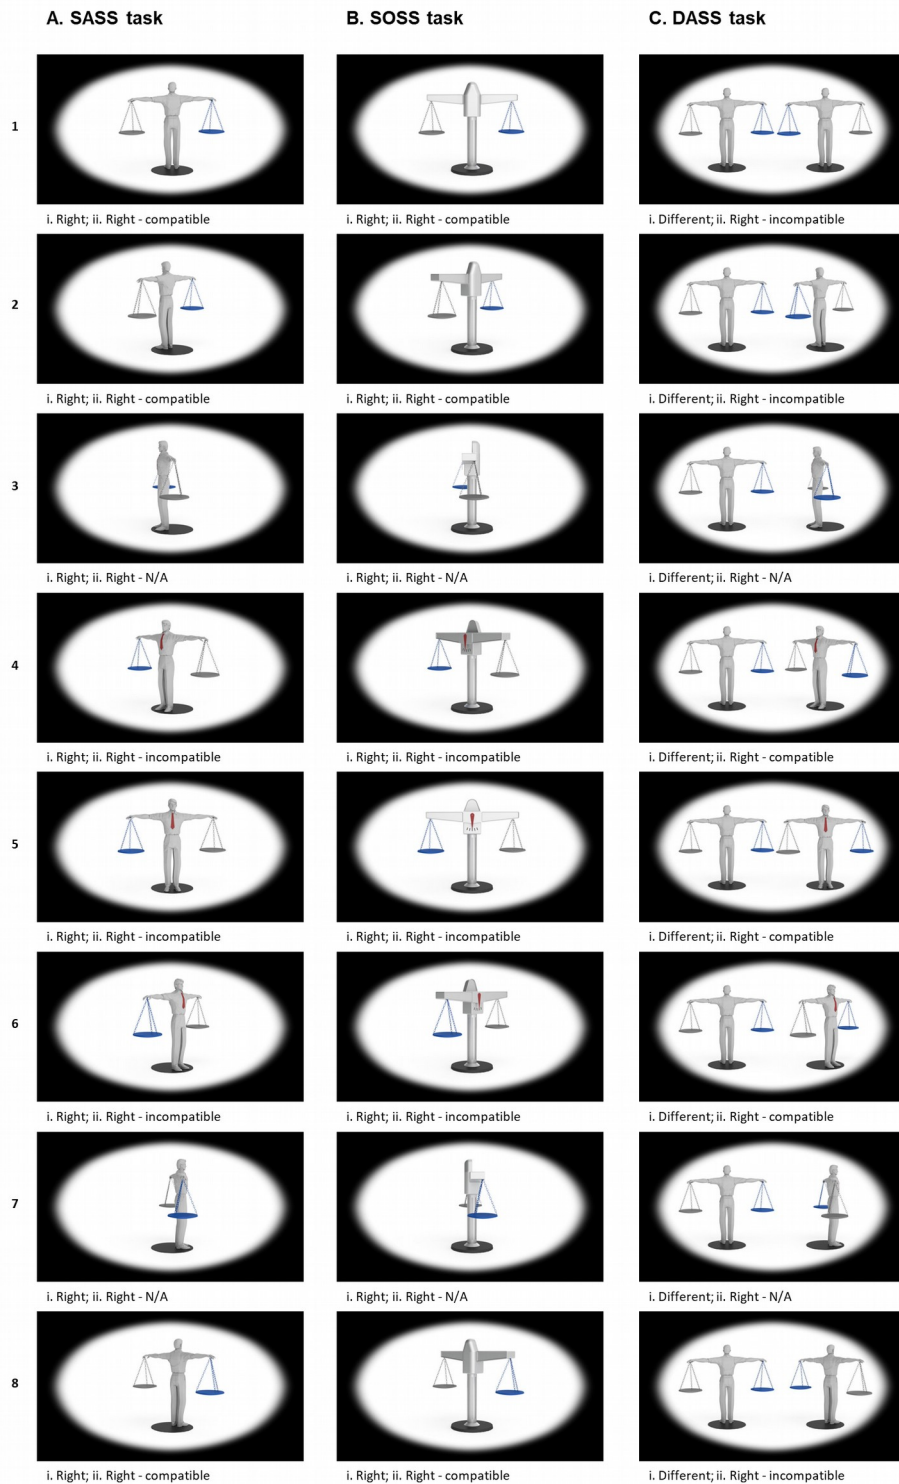 A. SASS task B. SOSS task C. DASS task
1
i. Right; ii. Right - compatible i. Right; ii. Right - compatible i. Different; ii. Right - incompatible
2
i. Right; ii. Right - compatible i. Right; ii. Right - compatible i. Different; ii. Right - incompatible
3
i. Right; ii. Right - N/A i. Right; ii. Right - N/A i. Different; ii. Right - N/A
4
i. Right; ii. Right - incompatible i. Right; ii. Right - incompatible i. Different; ii. Right - compatible
5
i. Right; ii. Right - incompatible i. Right; ii. Right - incompatible i. Different; ii. Right - compatible
6
i. Right; ii. Right - incompatible i. Right; ii. Right - incompatible i. Different; ii. Right - compatible
7
i. Right; ii. Right - N/A i. Right; ii. Right - N/A i. Different; ii. Right - N/A
8
i. Right; ii. Right - compatible i. Right; ii. Right - compatible i. Different; ii. Right - incompatible